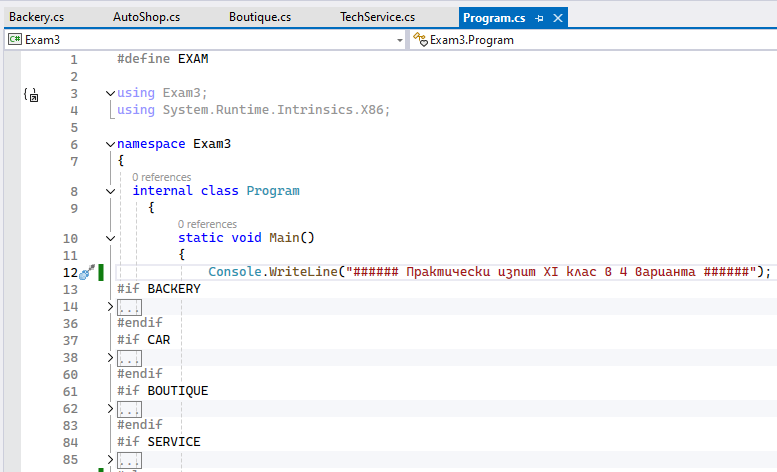 Backery.cs AutoShop.cs Boutique.cs TechService.cs Program.cs
C# Exam3 Exam3.Program
1 #define EXAM
2
3 using Exam3;
4 using System.Runtime.Intrinsics.X86;
5
6 namespace Exam3
7 {
0 references
8 internal class Program
9 {
0 references
10 static void Main()
11 {
12 Console.WriteLine("###### Практически изпит XI клас в 4 варианта ######");
13 #if BACKERY
14 ...
36 #endif
37 #if CAR
38 ...
60 #endif
61 #if BOUTIQUE
62 ...
83 #endif
84 #if SERVICE
85 ...